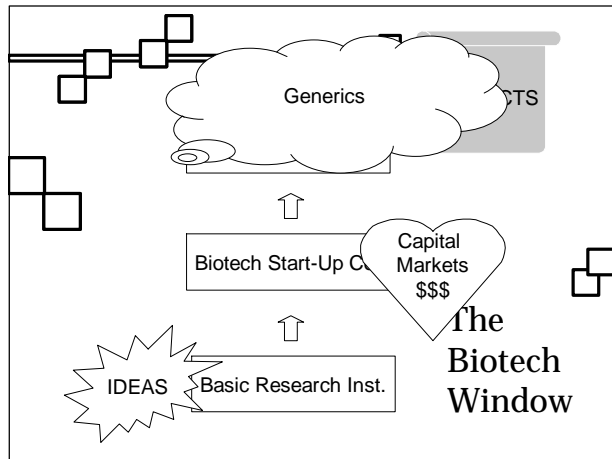 Generics
CTS
Biotech Start-Up Co
Capital
Markets
$$$
The
Biotech
Window
IDEAS
Basic Research Inst.